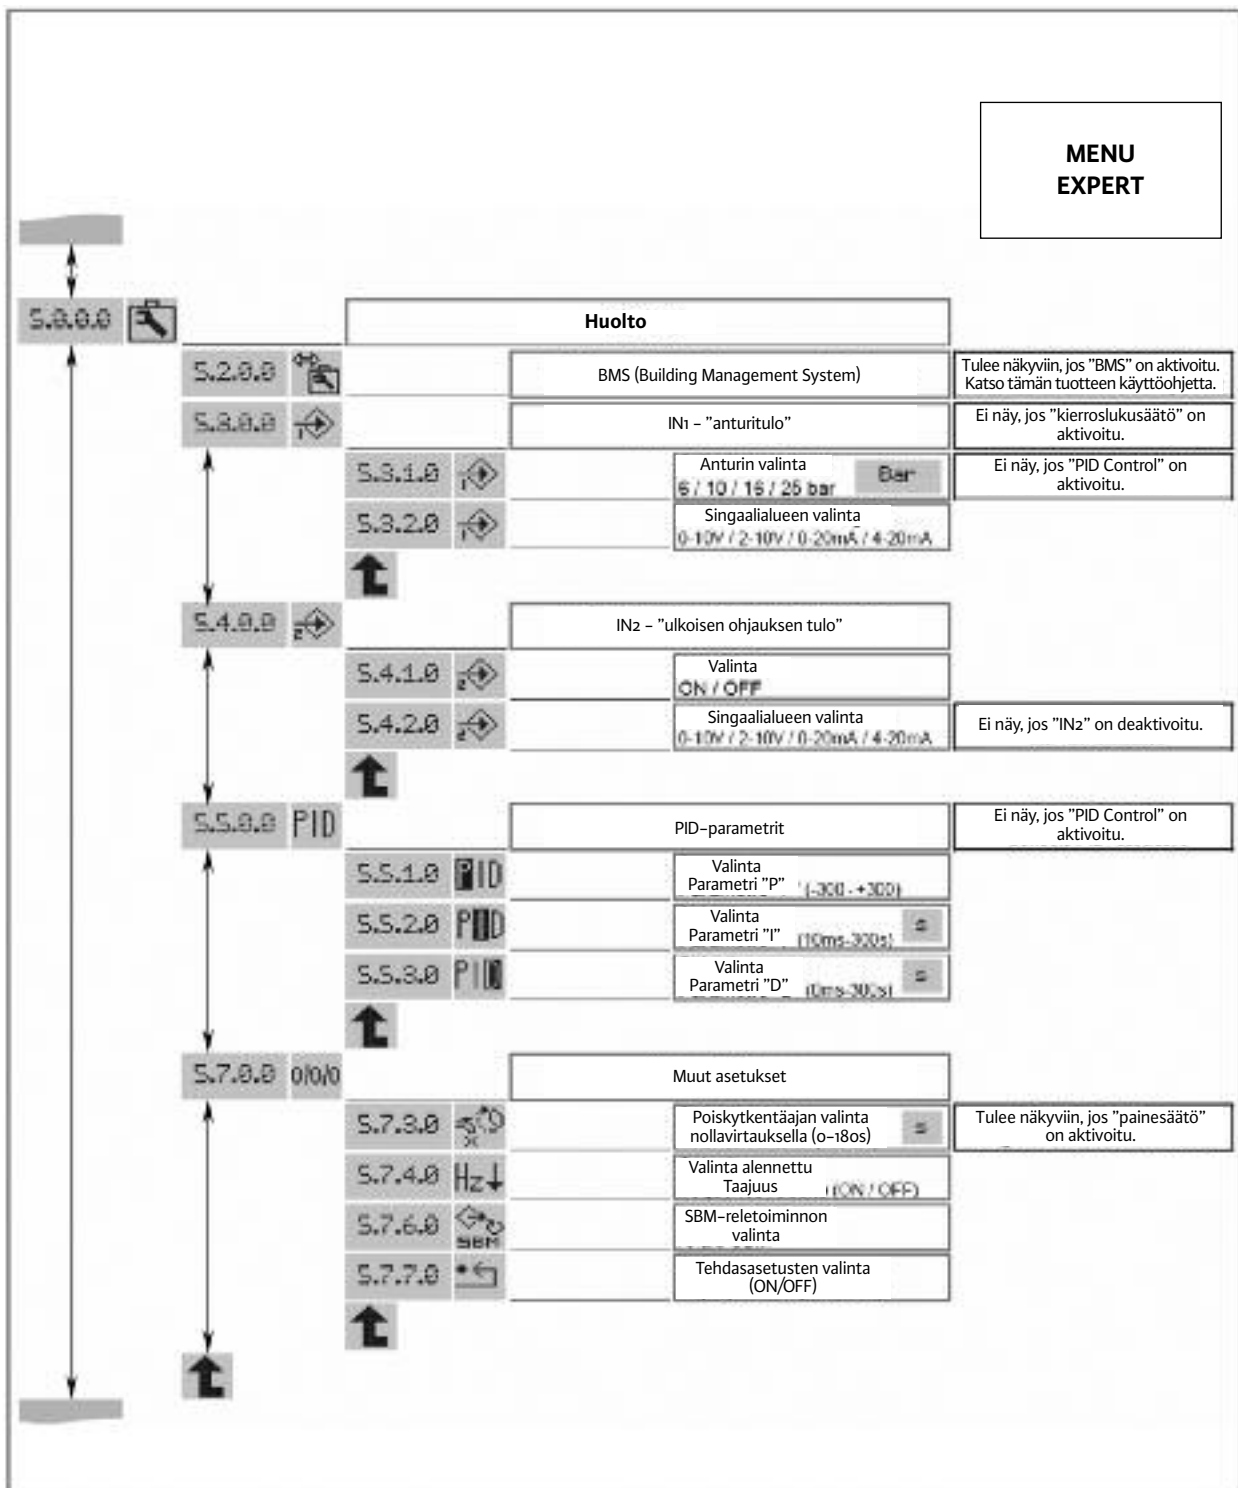 MENU
EXPERT
5.0.0.0
Huolto
5.2.0.0
BMS (Building Management System)
Tulee näkyviin, jos ”BMS” on aktivoitu.
Katso tämän tuotteen käyttöohjetta.
5.3.0.0
1
IN1 – ”anturitulo”
Ei näy, jos ”kierroslukusäätö” on
aktivoitu.
5.3.1.0
1
Anturin valinta
6 / 10 / 16 / 25 bar
Bar
Ei näy, jos ”PID Control” on
aktivoitu.
5.3.2.0
1
Singaalialueen valinta
0-10V / 2-10V / 0-20mA / 4-20mA
5.4.0.0
2
IN2 – ”ulkoisen ohjauksen tulo”
5.4.1.0
2
Valinta
ON / OFF
5.4.2.0
2
Singaalialueen valinta
0-10V / 2-10V / 0-20mA / 4-20mA
Ei näy, jos ”IN2” on deaktivoitu.
5.5.0.0
PID
PID-parametrit
Ei näy, jos ”PID Control” on
aktivoitu.
5.5.1.0
PID
Valinta
Parametri ”P” (-300 - +300)
5.5.2.0
PID
Valinta
Parametri ”I” (10ms-300s)
s
5.5.3.0
PID
Valinta
Parametri ”D” (0ms-300s)
s
5.7.0.0
0/0/0
Muut asetukset
5.7.3.0
Poiskytkentäajan valinta
nollavirtauksella (0–180s)
s
Tulee näkyviin, jos ”painesäätö”
on aktivoitu.
5.7.4.0
Hz
Valinta alennettu
Taajuus (ON / OFF)
5.7.6.0
SBM
SBM–reletoiminnon
valinta
5.7.7.0
Tehdasasetusten valinta
(ON/OFF)